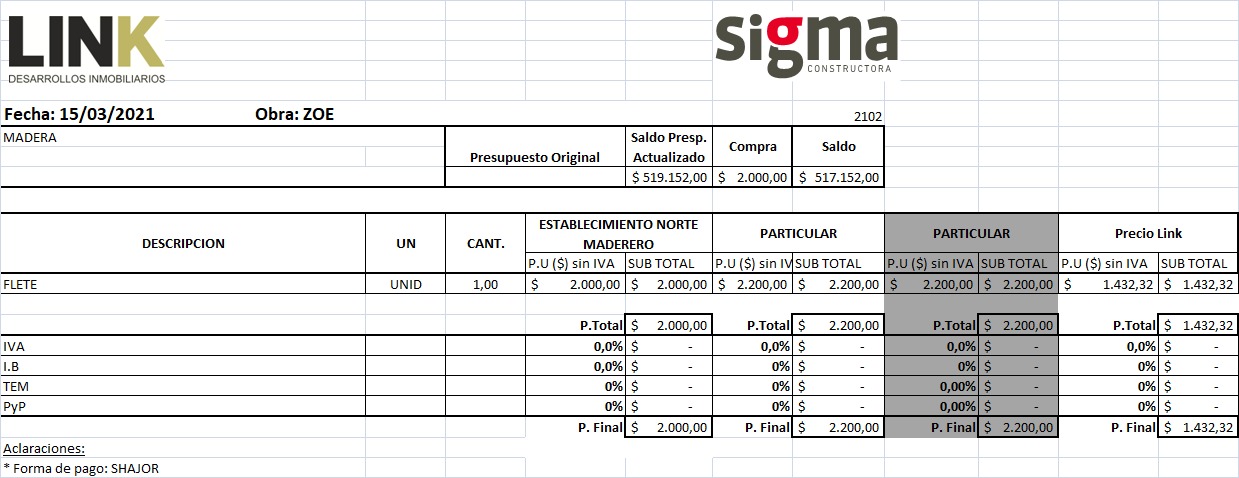 LINK
DESARROLLOS INMOBILIARIOS
sigma
CONSTRUCTORA
Fecha: 15/03/2021 Obra: ZOE 2102
MADERA
Presupuesto Original Saldo Presp. Actualizado Compra Saldo
$ 519.152,00 $ 2.000,00 $ 517.152,00
DESCRIPCION UN CANT. ESTABLECIMIENTO NORTE MADERERO PARTICULAR PARTICULAR Precio Link
P.U ($) sin IVA SUB TOTAL P.U ($) sin IV SUB TOTAL P.U ($) sin IVA SUB TOTAL P.U ($) sin IVA SUB TOTAL
FLETE UNID 1,00 $ 2.000,00 $ 2.000,00 $ 2.200,00 $ 2.200,00 $ 2.200,00 $ 2.200,00 $ 1.432,32 $ 1.432,32
P.Total $ 2.000,00 P.Total $ 2.200,00 P.Total $ 2.200,00 P.Total $ 1.432,32
IVA 0,0% $ - 0,0% $ - 0,0% $ - 0,0% $ -
I.B 0,0% $ - 0% $ - 0% $ - 0% $ -
TEM 0% $ - 0% $ - 0,00% $ - 0% $ -
PyP 0% $ - 0% $ - 0,00% $ - 0% $ -
P. Final $ 2.000,00 P. Final $ 2.200,00 P. Final $ 2.200,00 P. Final $ 1.432,32
Aclaraciones:
* Forma de pago: SHAJOR